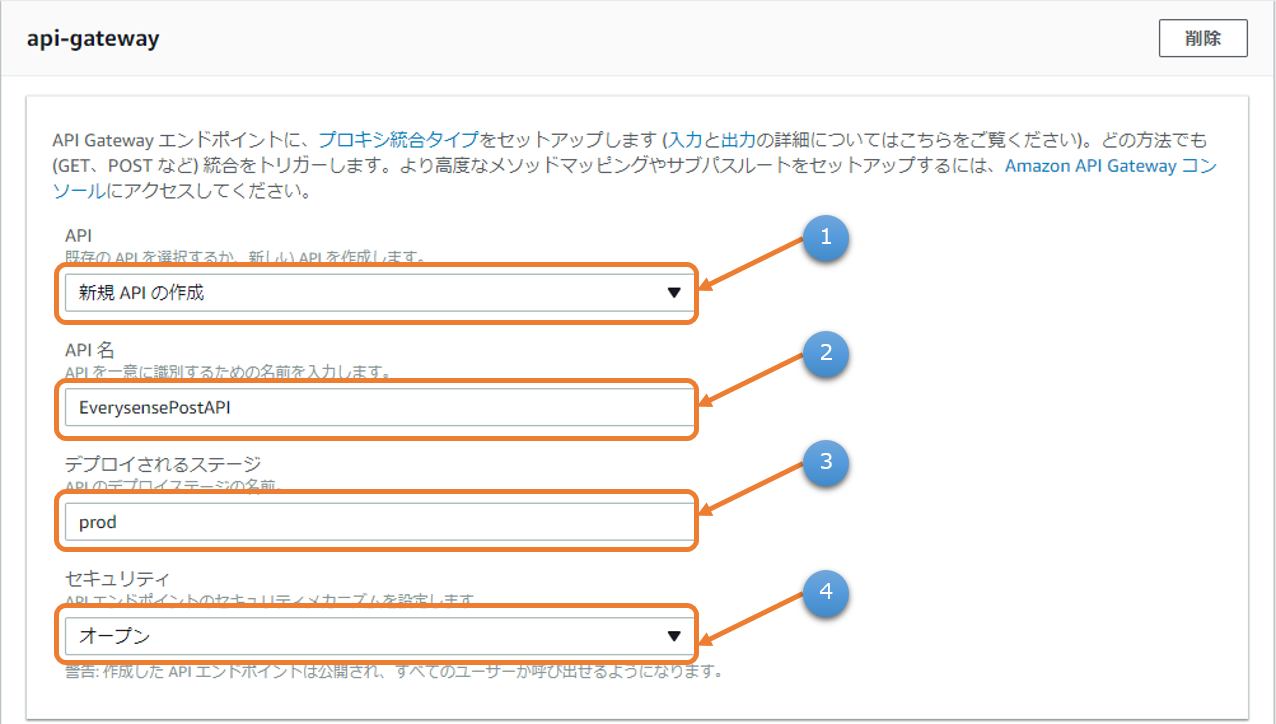 api-gateway
削除
API Gateway エンドポイントに、プロキシ統合タイプをセットアップします (入力と出力の詳細についてはこちらをご覧ください)。どの方法でも
(GET、POST など) 統合をトリガーします。より高度なメソッドマッピングやサブパスルートをセットアップするには、Amazon API Gateway コン
ソールにアクセスしてください。
API
既存の API を選択するか、新しい API を作成します。
1
新規 API の作成
API 名
2
API を一意に識別するための名前を入力します。
EverysensePostAPI
デプロイされるステージ
3
API のデプロイステージの名前。
prod
セキュリティ
4
API エンドポイントのセキュリティメカニズムを設定します
オープン
警告: 作成した API エンドポイントは公開され、すべてのユーザーが呼び出せるようになります。